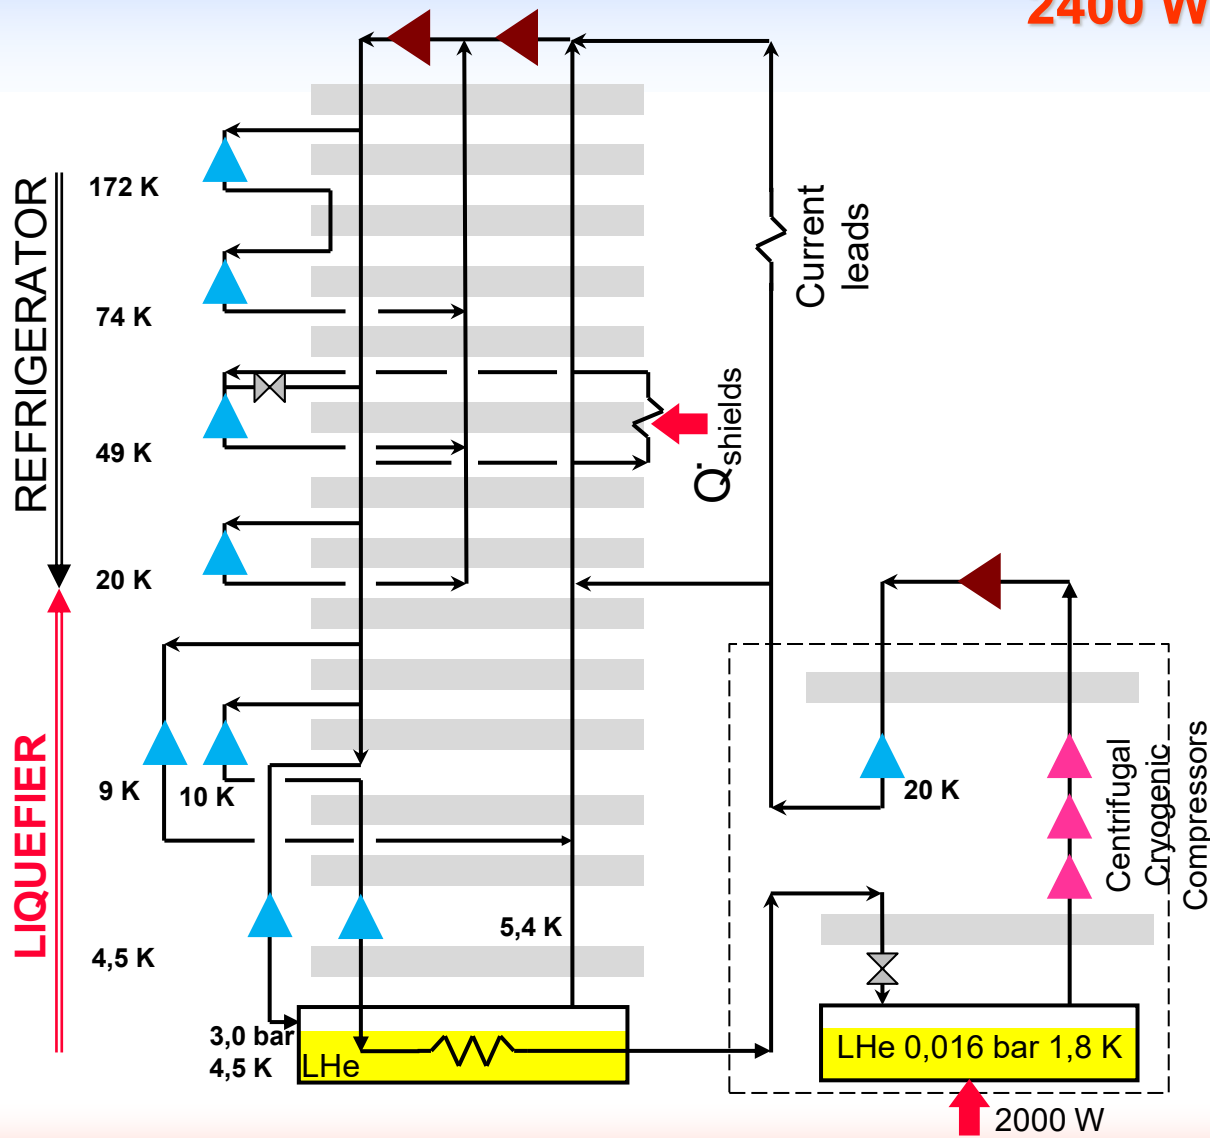 2400 W
REFRIGERATOR
LIQUEFIER
172 K
74 K
49 K
20 K
9 K
10 K
4,5 K
5,4 K
3,0 bar
4,5 K
LHe
Q̇shields
Current
leads
20 K
Centrifugal
Cryogenic
Compressors
LHe 0,016 bar 1,8 K
2000 W